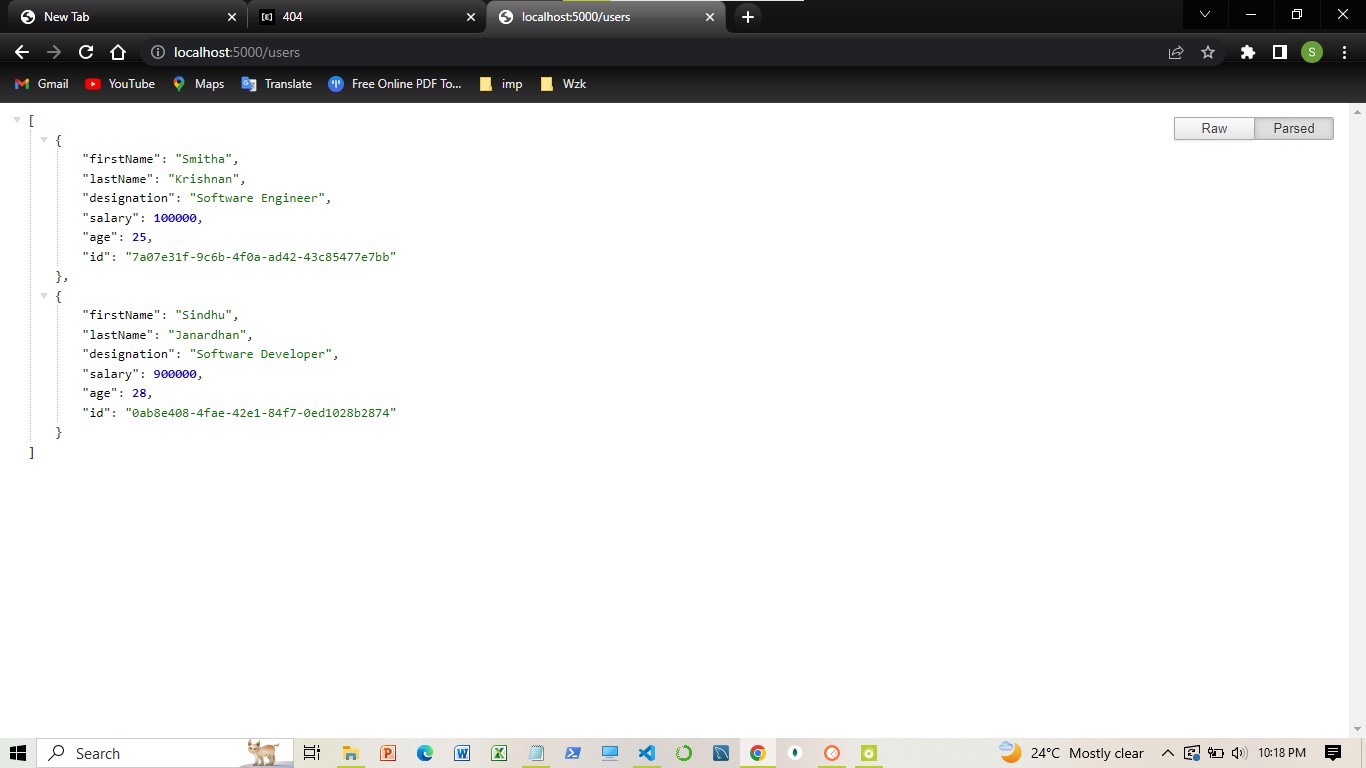 New Tab
404
localhost:5000/users
localhost:5000/users
S
Gmail YouTube Maps Translate Free Online PDF To... imp Wzk
Raw Parsed
[
{
"firstName": "Smitha",
"lastName": "Krishnan",
"designation": "Software Engineer",
"salary": 100000,
"age": 25,
"id": "7a07e31f-9c6b-4f0a-ad42-43c85477e7bb"
},
{
"firstName": "Sindhu",
"lastName": "Janardhan",
"designation": "Software Developer",
"salary": 900000,
"age": 28,
"id": "0ab8e408-4fae-42e1-84f7-0ed1028b2874"
}
]
Search
24°C Mostly clear
10:18 PM